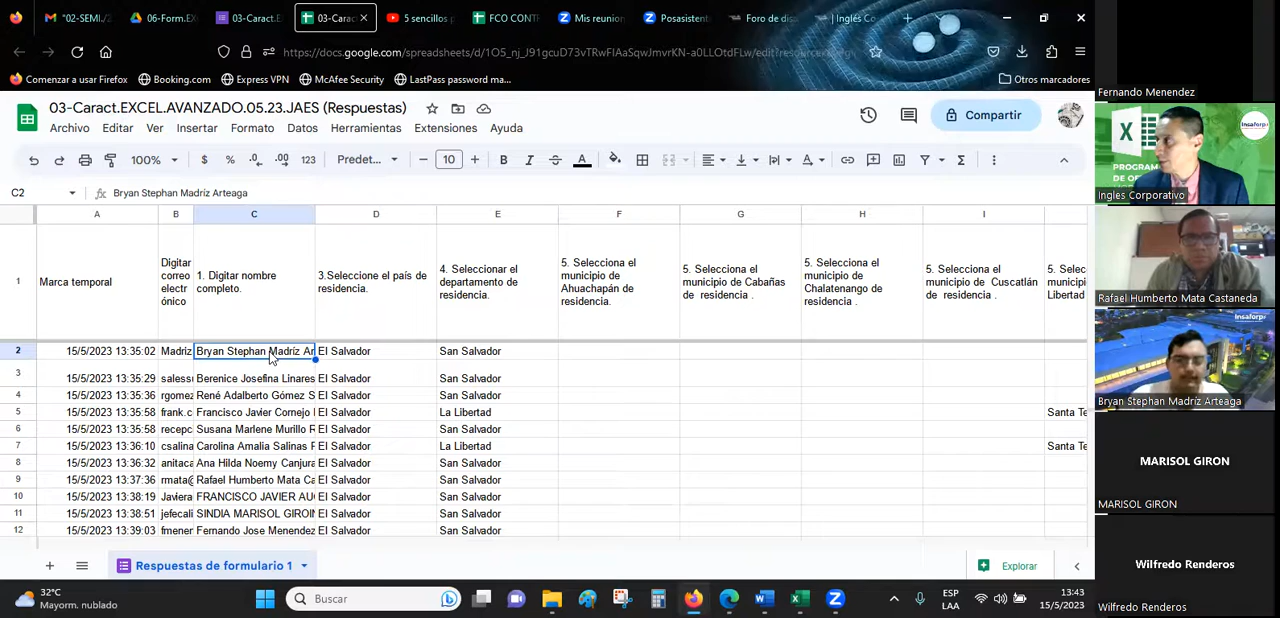 "02-SEMI./
06-Form.EX
03-Caract.E
03-Carac
5 sencillos p
FCO CONT
Mis reunion
Posasistent
Foro de dis
Inglés Co
https://docs.google.com/spreadsheets/d/
Comenzar a usar Firefox
Booking.com
Express VPN
McAfee Security
LastPass password ma...
Otros marcadores
03-Caract.EXCEL.AVANZADO.05.23.JAES (Respuestas)
Archivo Editar Ver Insertar Formato Datos Herramientas Extensiones Ayuda
Compartir
100% $ % .0 .00 123 Predet... − 10 + B I A
C2 fx Bryan Stephan Madríz Arteaga
A B C D E F G H I
1 Marca temporal
Digitar
correo
electr
ónico
1. Digitar nombre
completo.
3.Seleccione el país de
residencia.
4. Seleccionar el
departamento de
residencia.
5. Selecciona el
municipio de
Ahuachapán de
residencia.
5. Selecciona el
municipio de Cabañas
de residencia .
5. Selecciona el
municipio de
Chalatenango de
residencia .
5. Selecciona el
municipio de Cuscatlán
de residencia .
5. Selec
municipi
Libertad
2 15/5/2023 13:35:02 Madriz Bryan Stephan Madríz Ar El Salvador San Salvador
3 15/5/2023 13:35:29 saless Berenice Josefina Linares El Salvador San Salvador
4 15/5/2023 13:35:36 rgomez René Adalberto Gómez S El Salvador San Salvador
5 15/5/2023 13:35:58 frank.c Francisco Javier Cornejo El Salvador La Libertad Santa Te
6 15/5/2023 13:35:58 recepc Susana Marlene Murillo R El Salvador San Salvador
7 15/5/2023 13:36:10 csalina Carolina Amalia Salinas F El Salvador La Libertad Santa Te
8 15/5/2023 13:36:32 anitaca Ana Hilda Noemy Canjura El Salvador San Salvador
9 15/5/2023 13:37:36 rmata@ Rafael Humberto Mata Ca El Salvador San Salvador
10 15/5/2023 13:38:19 Javiera FRANCISCO JAVIER AU El Salvador San Salvador
11 15/5/2023 13:38:51 jefecali SINDIA MARISOL GIROI El Salvador San Salvador
12 15/5/2023 13:39:03 fmener Fernando Jose Menendez El Salvador San Salvador
Respuestas de formulario 1
Explorar
32°C
Mayorm. nublado
Buscar
ESP
LAA
13:43
15/5/2023
Fernando Menendez
Insaforp
X
PROGRAM
DE OF
Ingles Corporativo
Rafael Humberto Mata Castaneda
Insaforp
Bryan Stephan Madríz Arteaga
MARISOL GIRON
MARISOL GIRON
Wilfredo Renderos
Wilfredo Renderos